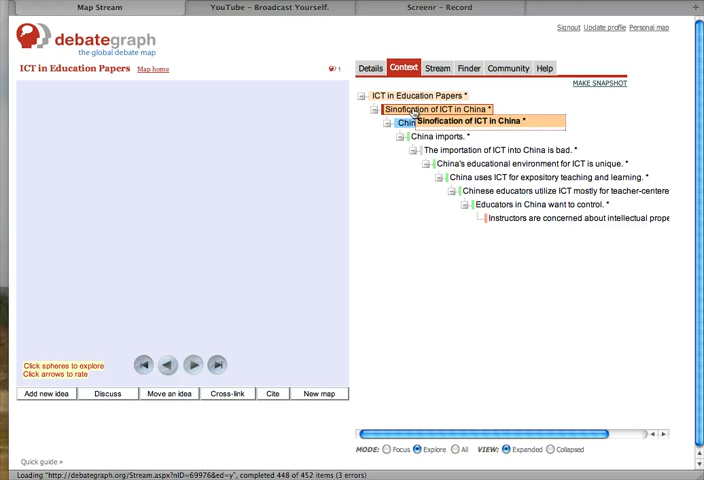 Map Stream
YouTube - Broadcast Yourself.
Screenr - Record
debategraph
the global debate map
Signout Update profile Personal map
ICT in Education Papers Map home
1
Details Context Stream Finder Community Help
MAKE SNAPSHOT
ICT in Education Papers *
Sinofication of ICT in China *
Chin
Sinofication of ICT in China *
China imports. *
The importation of ICT into China is bad. *
China's educational environment for ICT is unique. *
China uses ICT for expository teaching and learning. *
Chinese educators utilize ICT mostly for teacher-centere
Educators in China want to control. *
Instructors are concerned about intellectual prope
Click spheres to explore
Click arrows to rate
Add new idea Discuss Move an idea Cross-link Cite New map
MODE: Focus Explore All VIEW: Expanded Collapsed
Quick guide »
Loading "http://debategraph.org/Stream.aspx?nID=69976&ed=y", completed 448 of 452 items (3 errors)